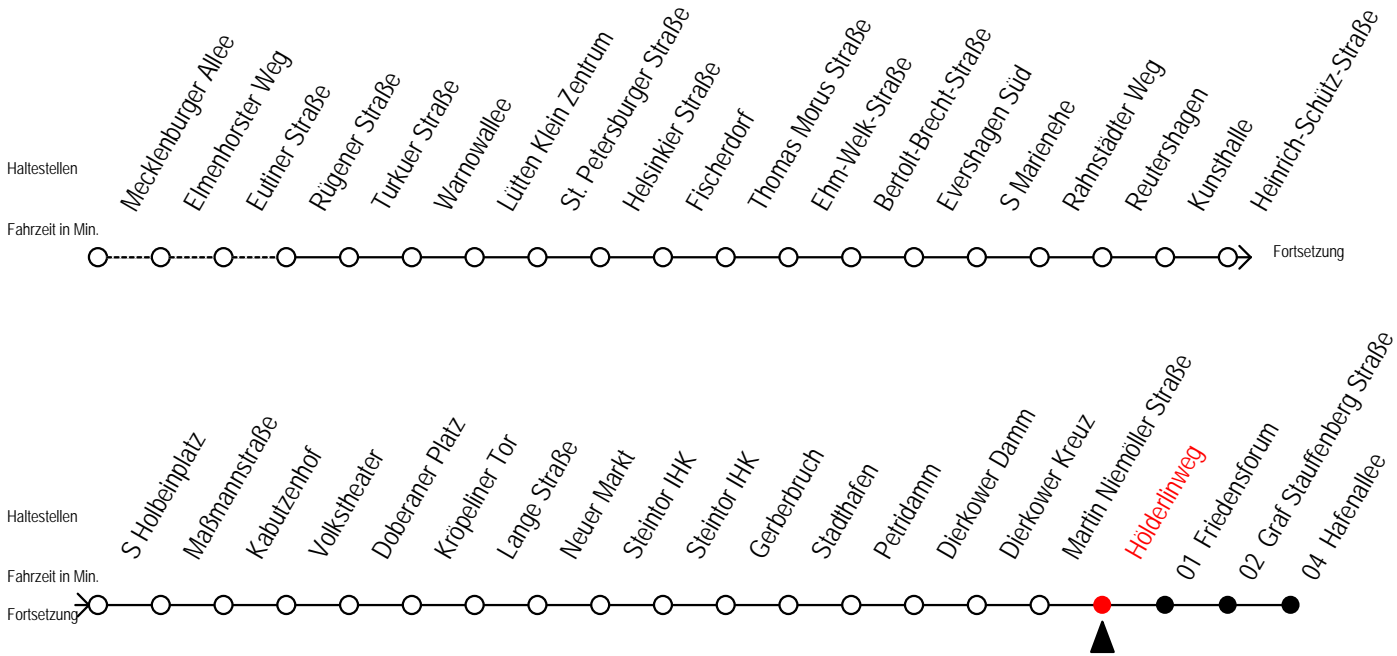 Haltestellen
Mecklenburger Allee
Elmenhorster Weg
Eutiner Straße
Rügener Straße
Turkuer Straße
Warnowallee
Lütten Klein Zentrum
St. Petersburger Straße
Helsinkier Straße
Fischerdorf
Thomas Morus Straße
Ehm-Welk-Straße
Bertolt-Brecht-Straße
Evershagen Süd
S Marienehe
Rahnstädter Weg
Reutershagen
Kunsthalle
Heinrich-Schütz-Straße
Fahrzeit in Min.
Fortsetzung
Haltestellen
S Holbeinplatz
Maßmannstraße
Kabutzenhof
Volkstheater
Doberaner Platz
Kröpeliner Tor
Lange Straße
Neuer Markt
Steintor IHK
Steintor IHK
Gerberbruch
Stadthafen
Petridamm
Dierkower Damm
Dierkower Kreuz
Martin Niemöller Straße
Hölderlinweg
01 Friedensforum
02 Graf Stauffenberg Straße
04 Hafenallee
Fahrzeit in Min.
Fortsetzung